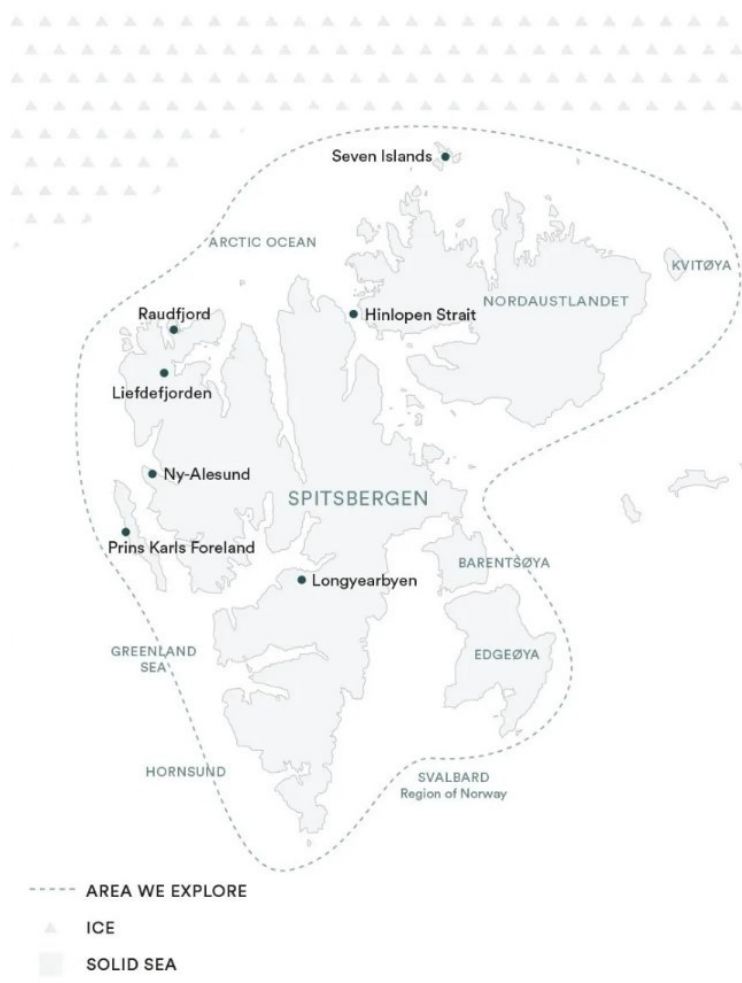 Seven Islands
ARCTIC OCEAN
KVITØYA
NORDAUSTLANDET
Raudfjord
Hinlopen Strait
Liefdefjorden
Ny-Alesund
SPITSBERGEN
Prins Karls Foreland
BARENTSØYA
Longyearbyen
GREENLAND
SEA
EDGEØYA
HORNSUND
SVALBARD
Region of Norway
AREA WE EXPLORE
ICE
SOLID SEA